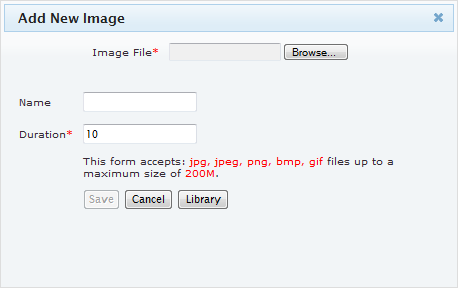 Add New Image
Image File* Browse...
Name
Duration* 10
This form accepts: jpg, jpeg, png, bmp, gif files up to a
maximum size of 200M.
Save Cancel Library